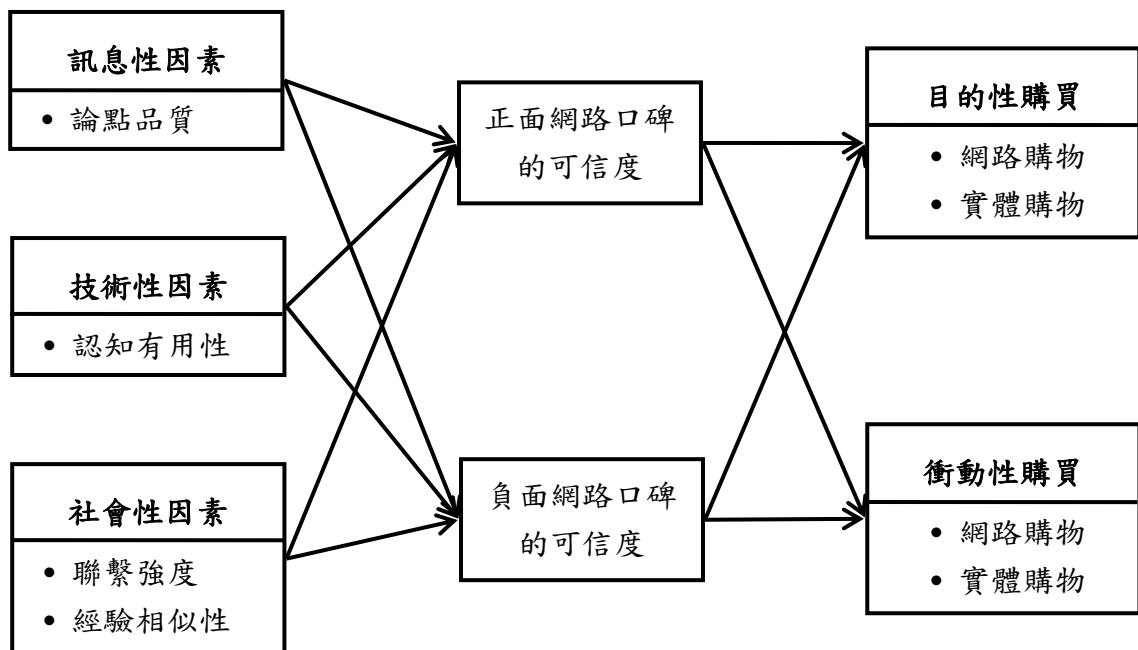 訊息性因素
• 論點品質
技術性因素
• 認知有用性
社會性因素
• 聯繫強度
• 經驗相似性
正面網路口碑
的可信度
負面網路口碑
的可信度
目的性購買
• 網路購物
• 實體購物
衝動性購買
• 網路購物
• 實體購物